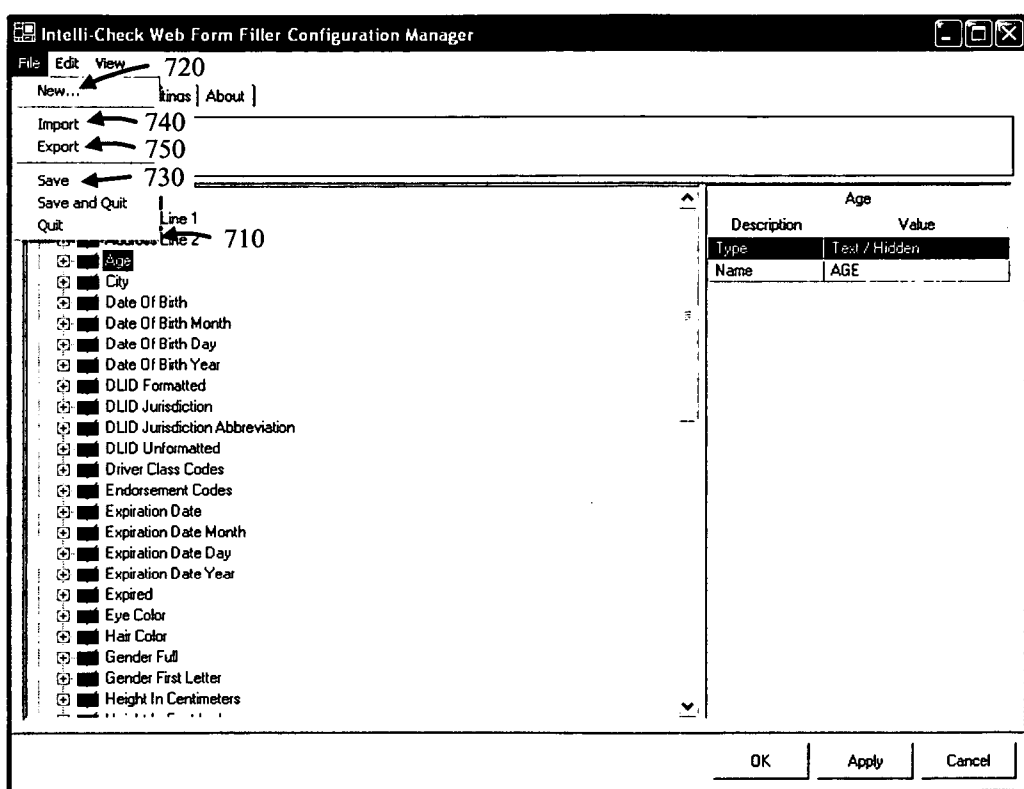 Intelli-Check Web Form Filler Configuration Manager
File Edit View
720
New...
tings About
Import 740
Export 750
Save 730
Save and Quit
Line 1
Quit
Address Line 2
710
Age
City
Date Of Birth
Date Of Birth Month
Date Of Birth Day
Date Of Birth Year
DLID Formatted
DLID Jurisdiction
DLID Jurisdiction Abbreviation
DLID Unformatted
Driver Class Codes
Endorsement Codes
Expiration Date
Expiration Date Month
Expiration Date Day
Expiration Date Year
Expired
Eye Color
Hair Color
Gender Full
Gender First Letter
Height In Centimeters
Age
Description Value
Type Text / Hidden
Name AGE
OK Apply Cancel